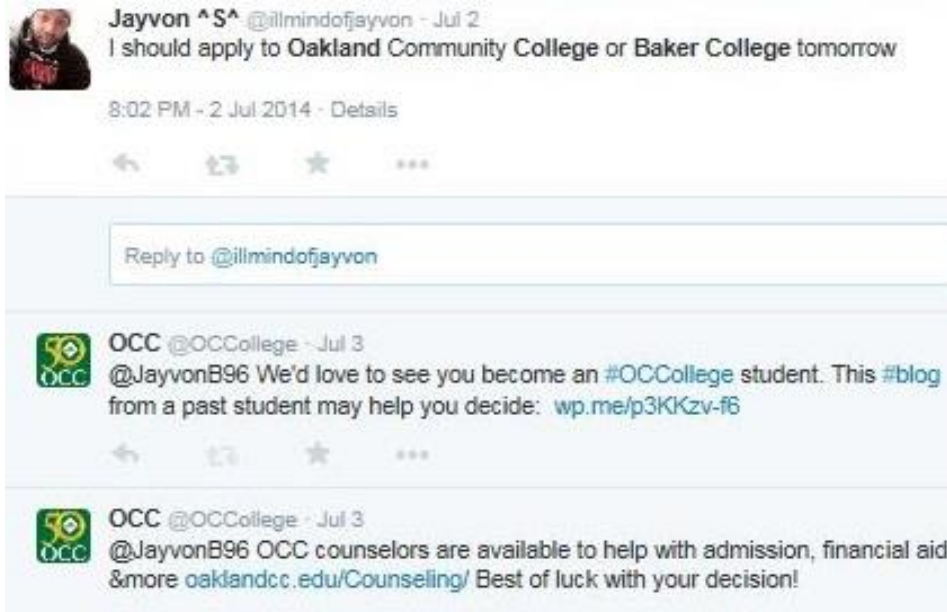 Jayvon ^S^ @illmindofjayvon - Jul 2
I should apply to Oakland Community College or Baker College tomorrow
8:02 PM - 2 Jul 2014 · Details
Reply to @illmindofjayvon
50
OCC
OCC @OCCollege · Jul 3
@JayvonB96 We'd love to see you become an #OCCollege student. This #blog
from a past student may help you decide: wp.me/p3KKzv-f6
50
OCC
OCC @OCCollege · Jul 3
@JayvonB96 OCC counselors are available to help with admission, financial aid
&more oaklandcc.edu/Counseling/ Best of luck with your decision!